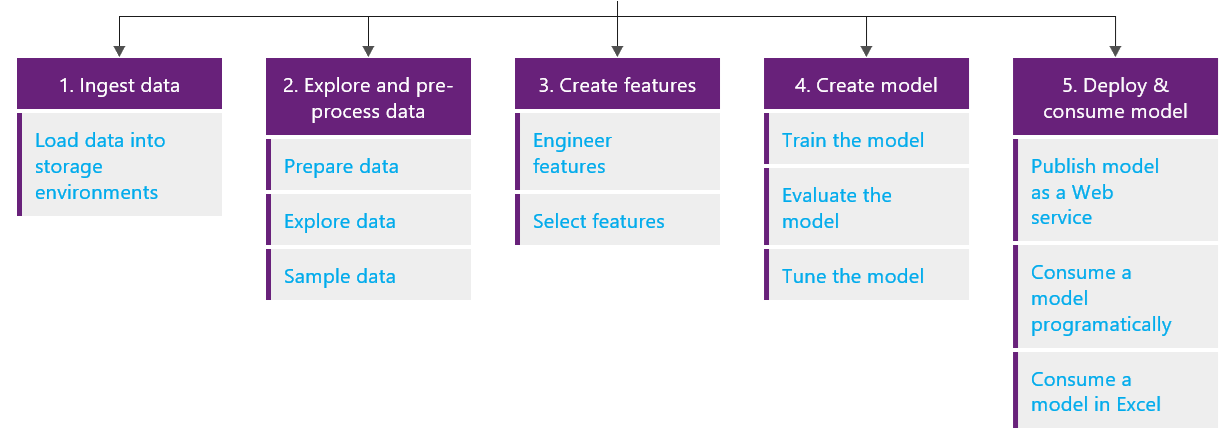 1. Ingest data
Load data into
storage
environments
2. Explore and pre-
process data
Prepare data
Explore data
Sample data
3. Create features
Engineer
features
Select features
4. Create model
Train the model
Evaluate the
model
Tune the model
5. Deploy &
consume model
Publish model
as a Web
service
Consume a
model
programatically
Consume a
model in Excel